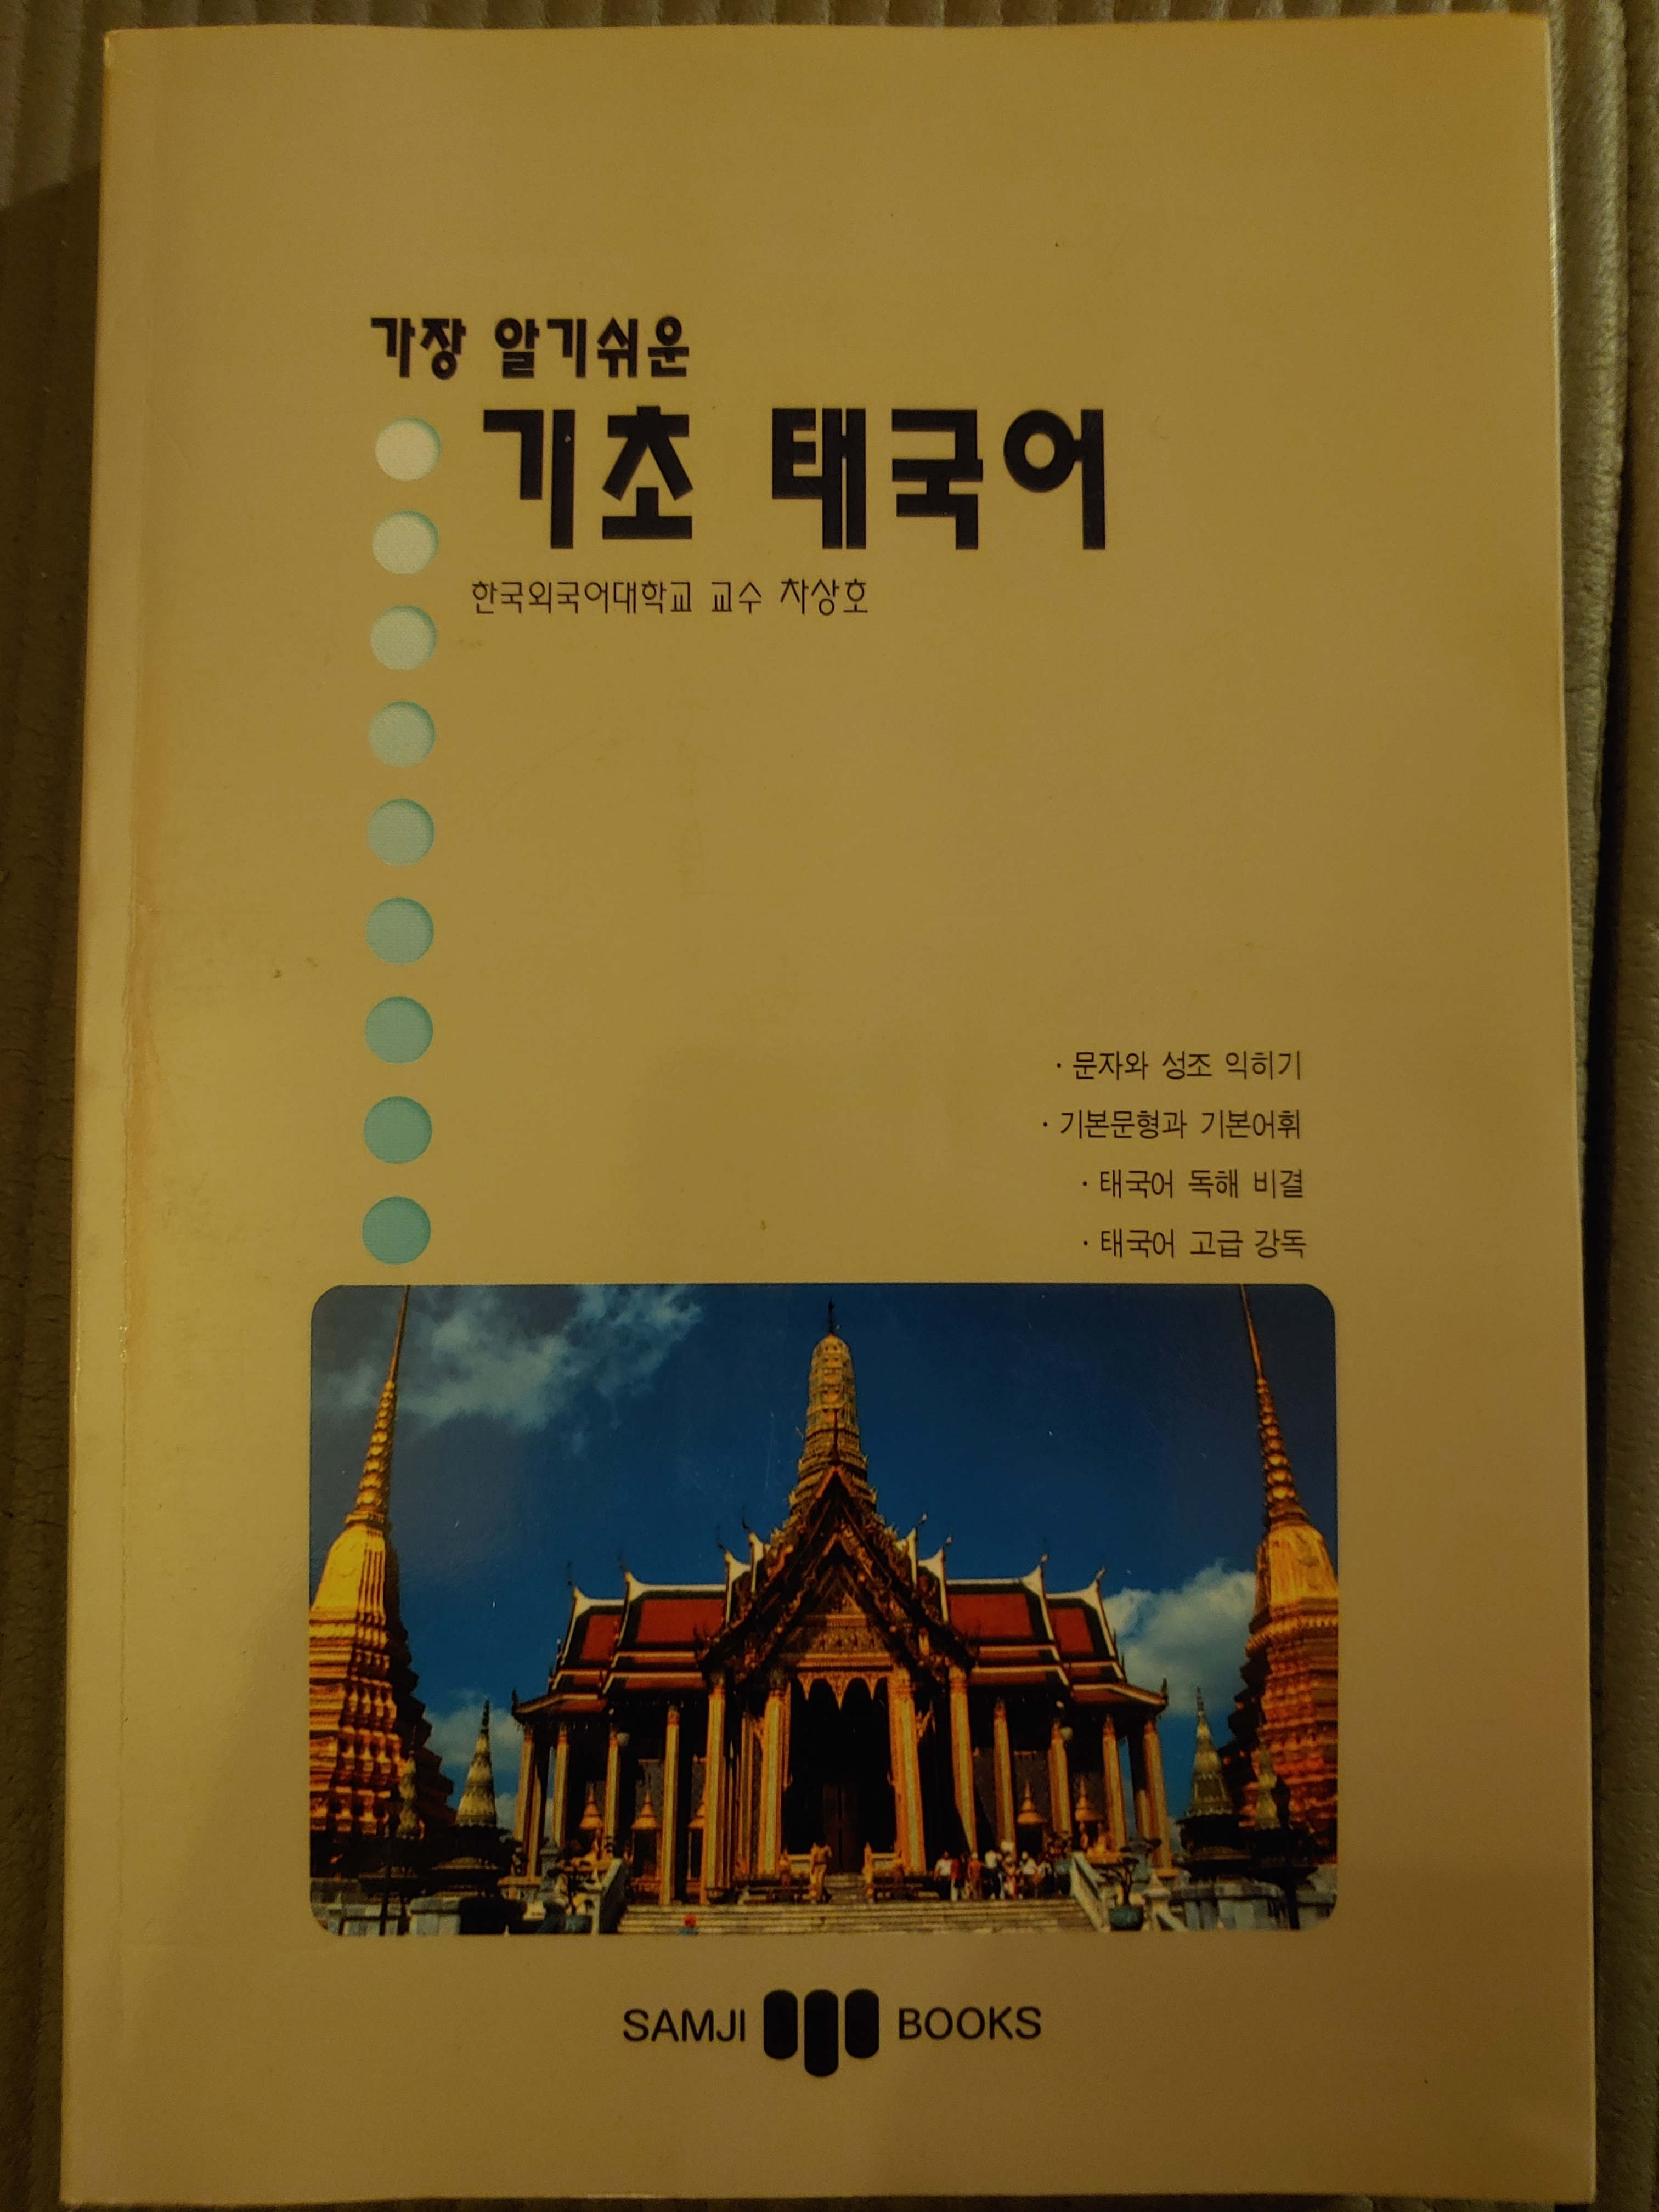 가장 알기쉬운
기초 태국어
한국외국어대학교 교수 차상호
· 문자와 성조 익히기
· 기본문형과 기본어휘
· 태국어 독해 비결
· 태국어 고급 강독
SAMJI BOOKS